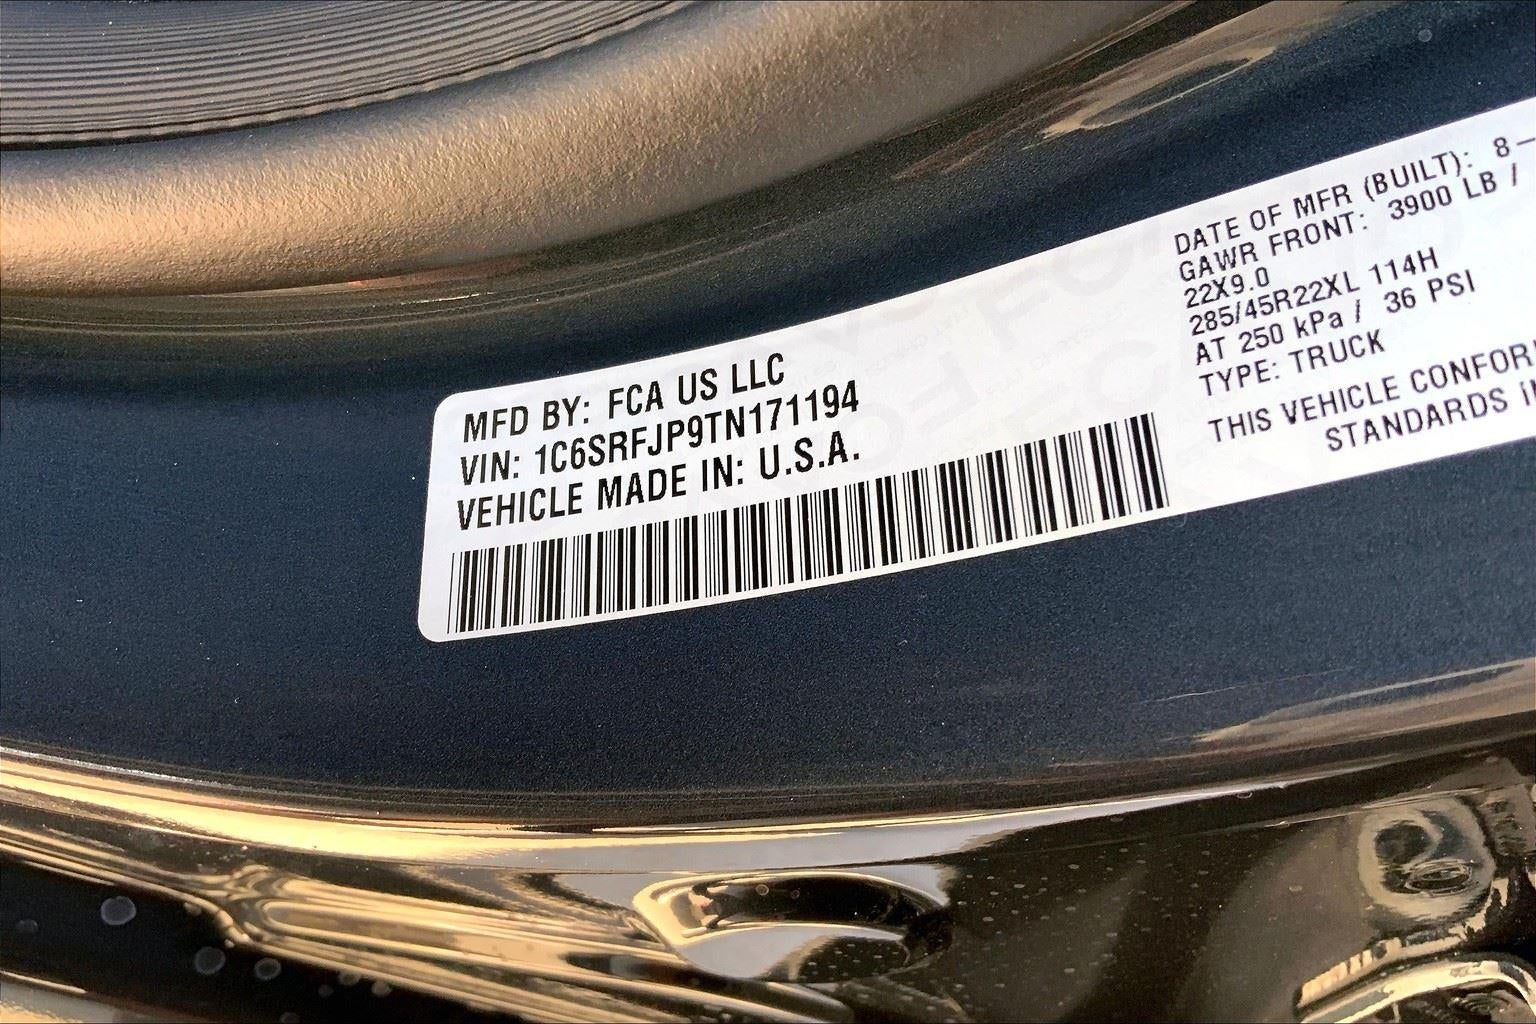 MFD BY: FCA US LLC
VIN: 1C6SRFJP9TN171194
VEHICLE MADE IN: U.S.A.
DATE OF MFR (BUILT): 8–
GAWR FRONT: 3900 LB /
22X9.0
285/45R22XL 114H
AT 250 kPa / 36 PSI
TYPE: TRUCK
THIS VEHICLE
STANDARDS